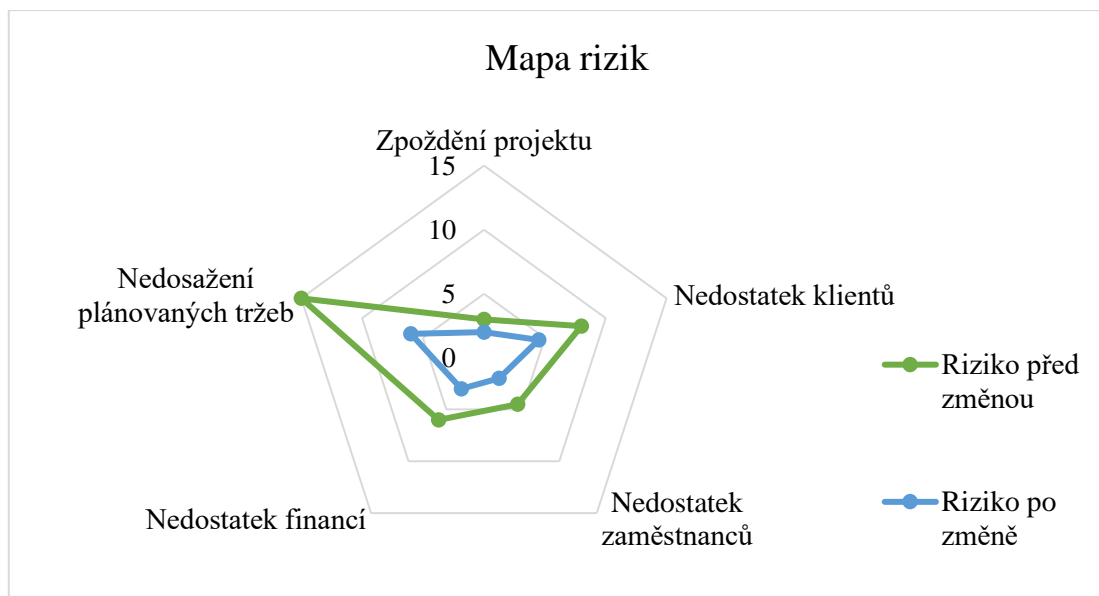 Mapa rizik
Zpoždění projektu
15
10
5
0
Nedostatek klientů
Nedostatek
zaměstnanců
Nedostatek financí
Nedosažení
plánovaných tržeb
Riziko před
změnou
Riziko po
změně